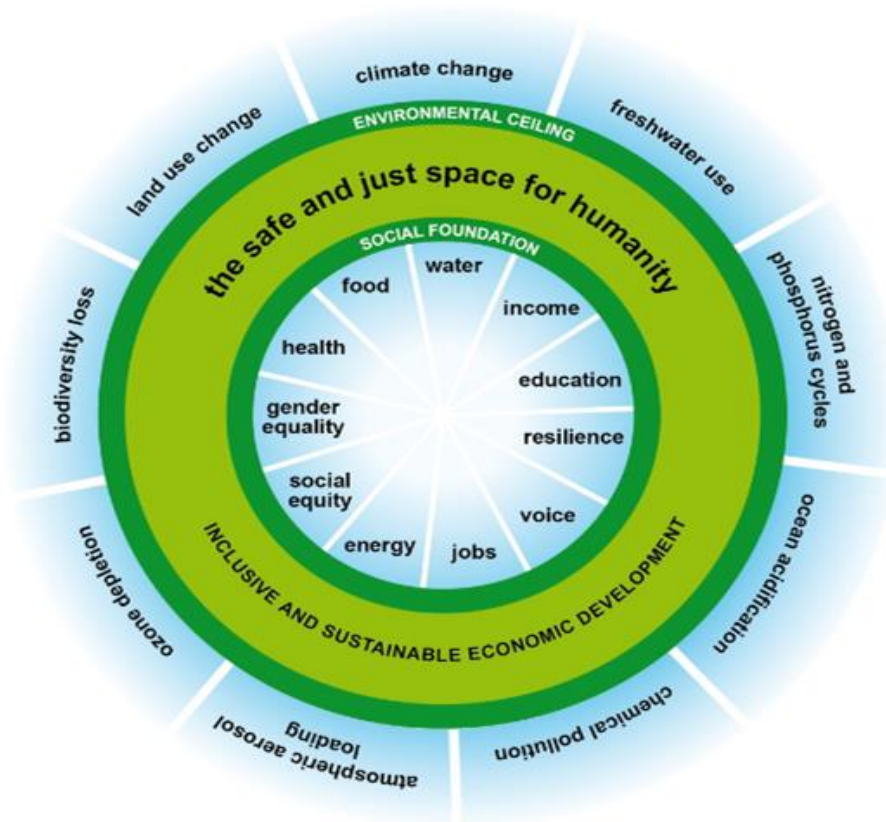 climate change
freshwater use
nitrogen and
phosphorus cycles
ocean acidification
chemical pollution
atmospheric aerosol
loading
ozone depletion
biodiversity loss
land use change
ENVIRONMENTAL CEILING
the safe and just space for humanity
SOCIAL FOUNDATION
water
income
education
resilience
voice
jobs
energy
social
equity
gender
equality
health
food
INCLUSIVE AND SUSTAINABLE ECONOMIC DEVELOPMENT